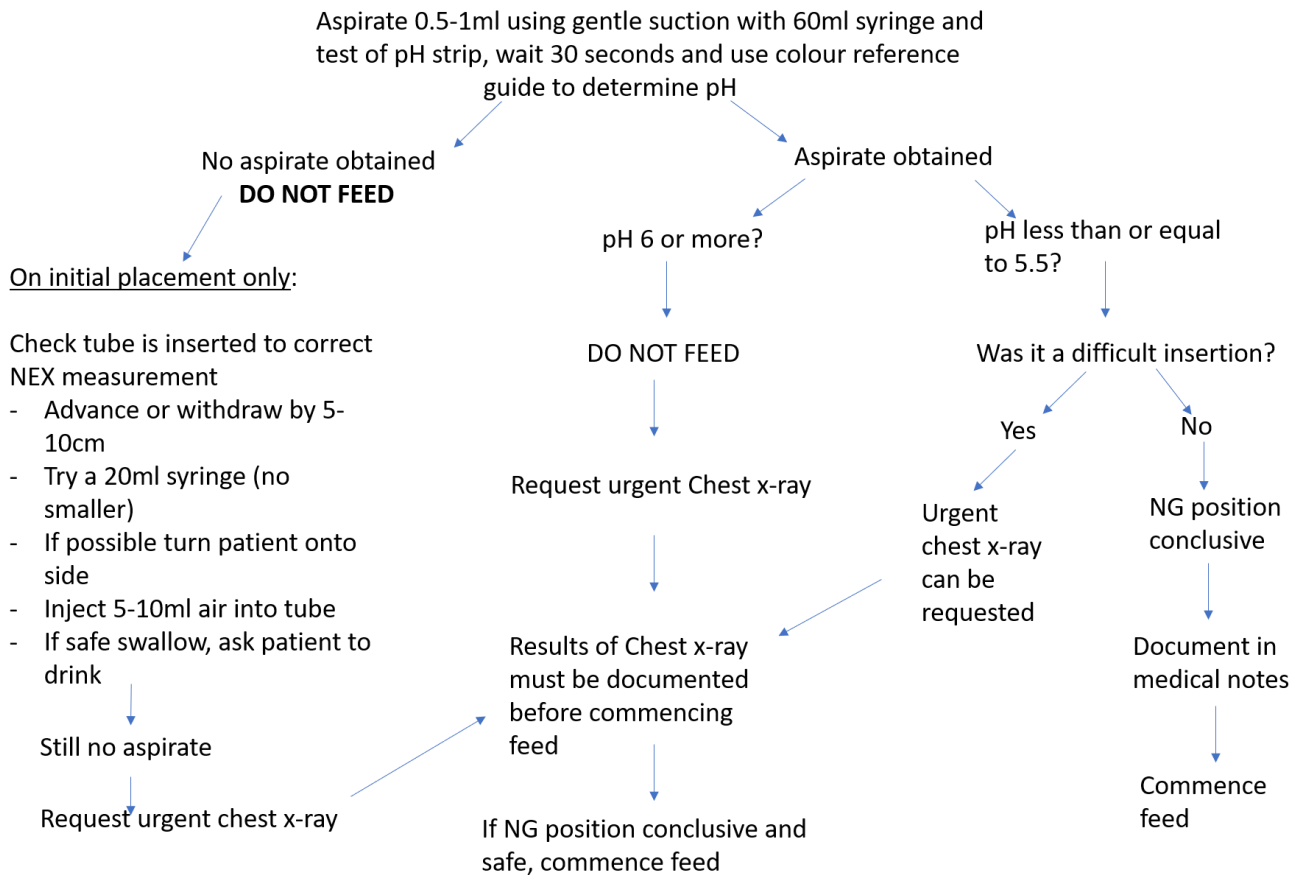 Aspirate 0.5-1ml using gentle suction with 60ml syringe and
test of pH strip, wait 30 seconds and use colour reference
guide to determine pH
No aspirate obtained
DO NOT FEED
Aspirate obtained
pH 6 or more?
pH less than or equal
to 5.5?
On initial placement only:
Check tube is inserted to correct
NEX measurement
- Advance or withdraw by 5-
10cm
- Try a 20ml syringe (no
smaller)
- If possible turn patient onto
side
- Inject 5-10ml air into tube
- If safe swallow, ask patient to
drink
Still no aspirate
Request urgent chest x-ray
DO NOT FEED
Request urgent Chest x-ray
Results of Chest x-ray
must be documented
before commencing
feed
If NG position conclusive and
safe, commence feed
Was it a difficult insertion?
Yes
No
Urgent
chest x-ray
can be
requested
NG position
conclusive
Document in
medical notes
Commence
feed